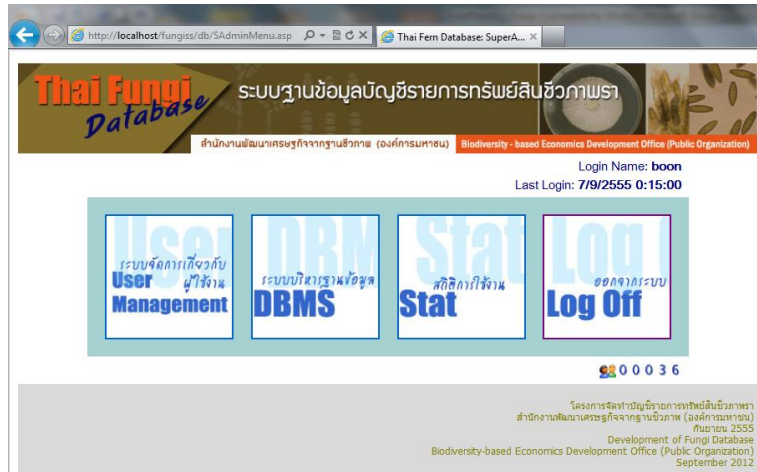 http://localhost/fungiss/db/SAdminMenu.asp
Thai Fern Database: SuperA...
Thai Fungi
Database
ระบบฐานข้อมูลบัญชีรายการทรัพย์สินชีวภาพรา
สำนักงานพัฒนาเศรษฐกิจจากฐานชีวภาพ (องค์การมหาชน)
Biodiversity - based Economics Development Office (Public Organization)
Login Name: boon
Last Login: 7/9/2555 0:15:00
User
ระบบจัดการเกี่ยวกับ
User ผู้ใช้งาน
Management
DBM
ระบบบริหารฐานข้อมูล
DBMS
Stat
สถิติการใช้งาน
Stat
Log O
ออกจากระบบ
Log Off
0 0 0 3 6
โครงการจัดทำบัญชีรายการทรัพย์สินชีวภาพรา
สำนักงานพัฒนาเศรษฐกิจจากฐานชีวภาพ (องค์การมหาชน)
กันยายน 2555
Development of Fungi Database
Biodiversity-based Economics Development Office (Public Organization)
September 2012